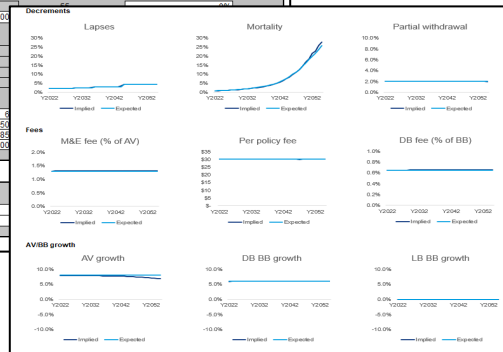 Decrements
Lapses
Mortality
Partial withdrawal
30%
25%
20%
15%
10%
5%
0%
Y2022 Y2032 Y2042 Y2052
Implied Expected
30%
25%
20%
15%
10%
5%
0%
Y2022 Y2032 Y2042 Y2052
Implied Expected
10.0%
8.0%
6.0%
4.0%
2.0%
0.0%
Y2022 Y2032 Y2042 Y2052
Implied Expected
Fees
M&E fee (% of AV)
Per policy fee
DB fee (% of BB)
2.0%
1.5%
1.0%
0.5%
0.0%
Y2022 Y2032 Y2042 Y2052
Implied Expected
$35
$30
$25
$20
$15
$10
$5
$-
Y2022 Y2032 Y2042 Y2052
Implied Expected
1.0%
0.8%
0.6%
0.4%
0.2%
0.0%
Y2022 Y2032 Y2042 Y2052
Implied Expected
AV/BB growth
AV growth
DB BB growth
LB BB growth
10.0%
5.0%
0.0%
Y2022 Y2032 Y2042 Y2052
-5.0%
-10.0%
Implied Expected
10.0%
5.0%
0.0%
Y2022 Y2032 Y2042 Y2052
-5.0%
-10.0%
Implied Expected
10.0%
5.0%
0.0%
Y2022 Y2032 Y2042 Y2052
-5.0%
-10.0%
Implied Expected